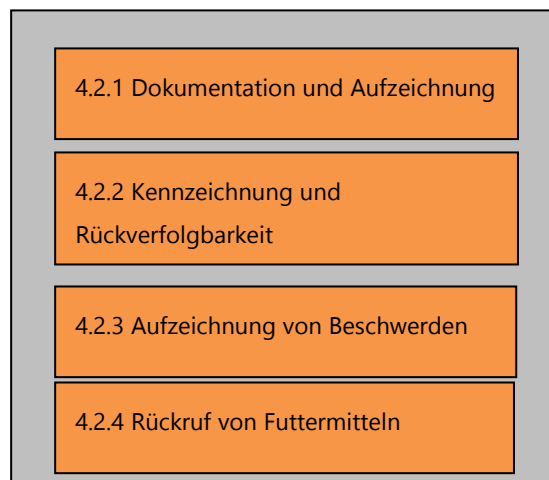 4.2.1 Dokumentation und Aufzeichnung
4.2.2 Kennzeichnung und
Rückverfolgbarkeit
4.2.3 Aufzeichnung von Beschwerden
4.2.4 Rückruf von Futtermitteln